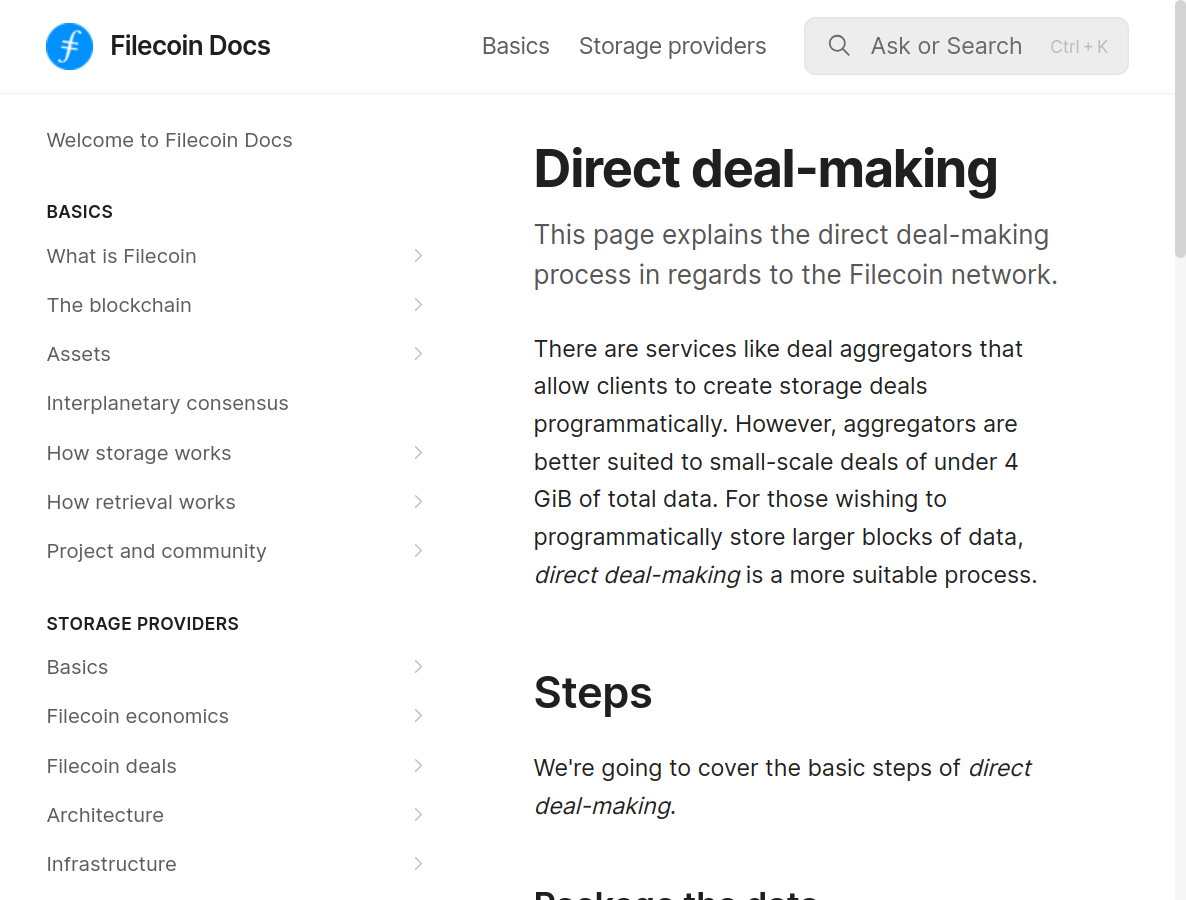 Filecoin Docs
Basics
Storage providers
Ask or Search
Ctrl + K
Welcome to Filecoin Docs
BASICS
What is Filecoin
The blockchain
Assets
Interplanetary consensus
How storage works
How retrieval works
Project and community
STORAGE PROVIDERS
Basics
Filecoin economics
Filecoin deals
Architecture
Infrastructure
Direct deal-making
This page explains the direct deal-making
process in regards to the Filecoin network.
There are services like deal aggregators that
allow clients to create storage deals
programmatically. However, aggregators are
better suited to small-scale deals of under 4
GiB of total data. For those wishing to
programmatically store larger blocks of data,
direct deal-making is a more suitable process.
Steps
We're going to cover the basic steps of direct
deal-making.
Package the data